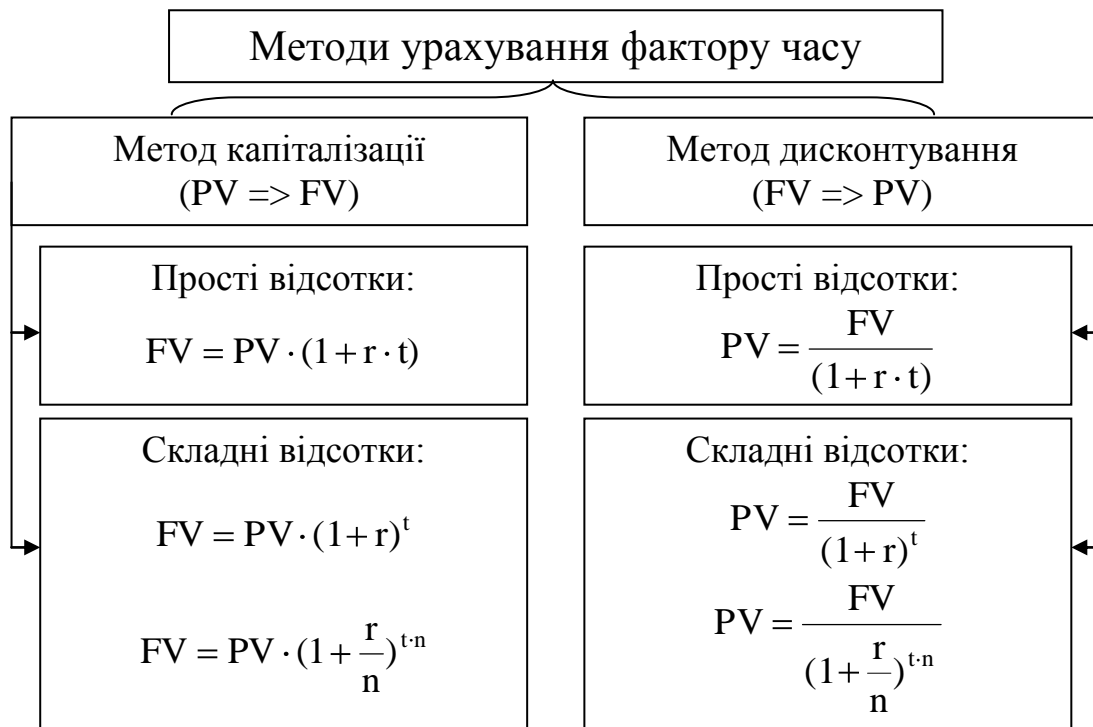 Методи урахування фактору часу
Метод капіталізації
(PV => FV)
Прості відсотки:
FV = PV · (1 + r · t)
Складні відсотки:
FV = PV · (1 + r)^t
FV = PV · (1 + r/n)^(t·n)
Метод дисконтування
(FV => PV)
Прості відсотки:
PV = FV / (1 + r · t)
Складні відсотки:
PV = FV / (1 + r)^t
PV = FV / (1 + r/n)^(t·n)